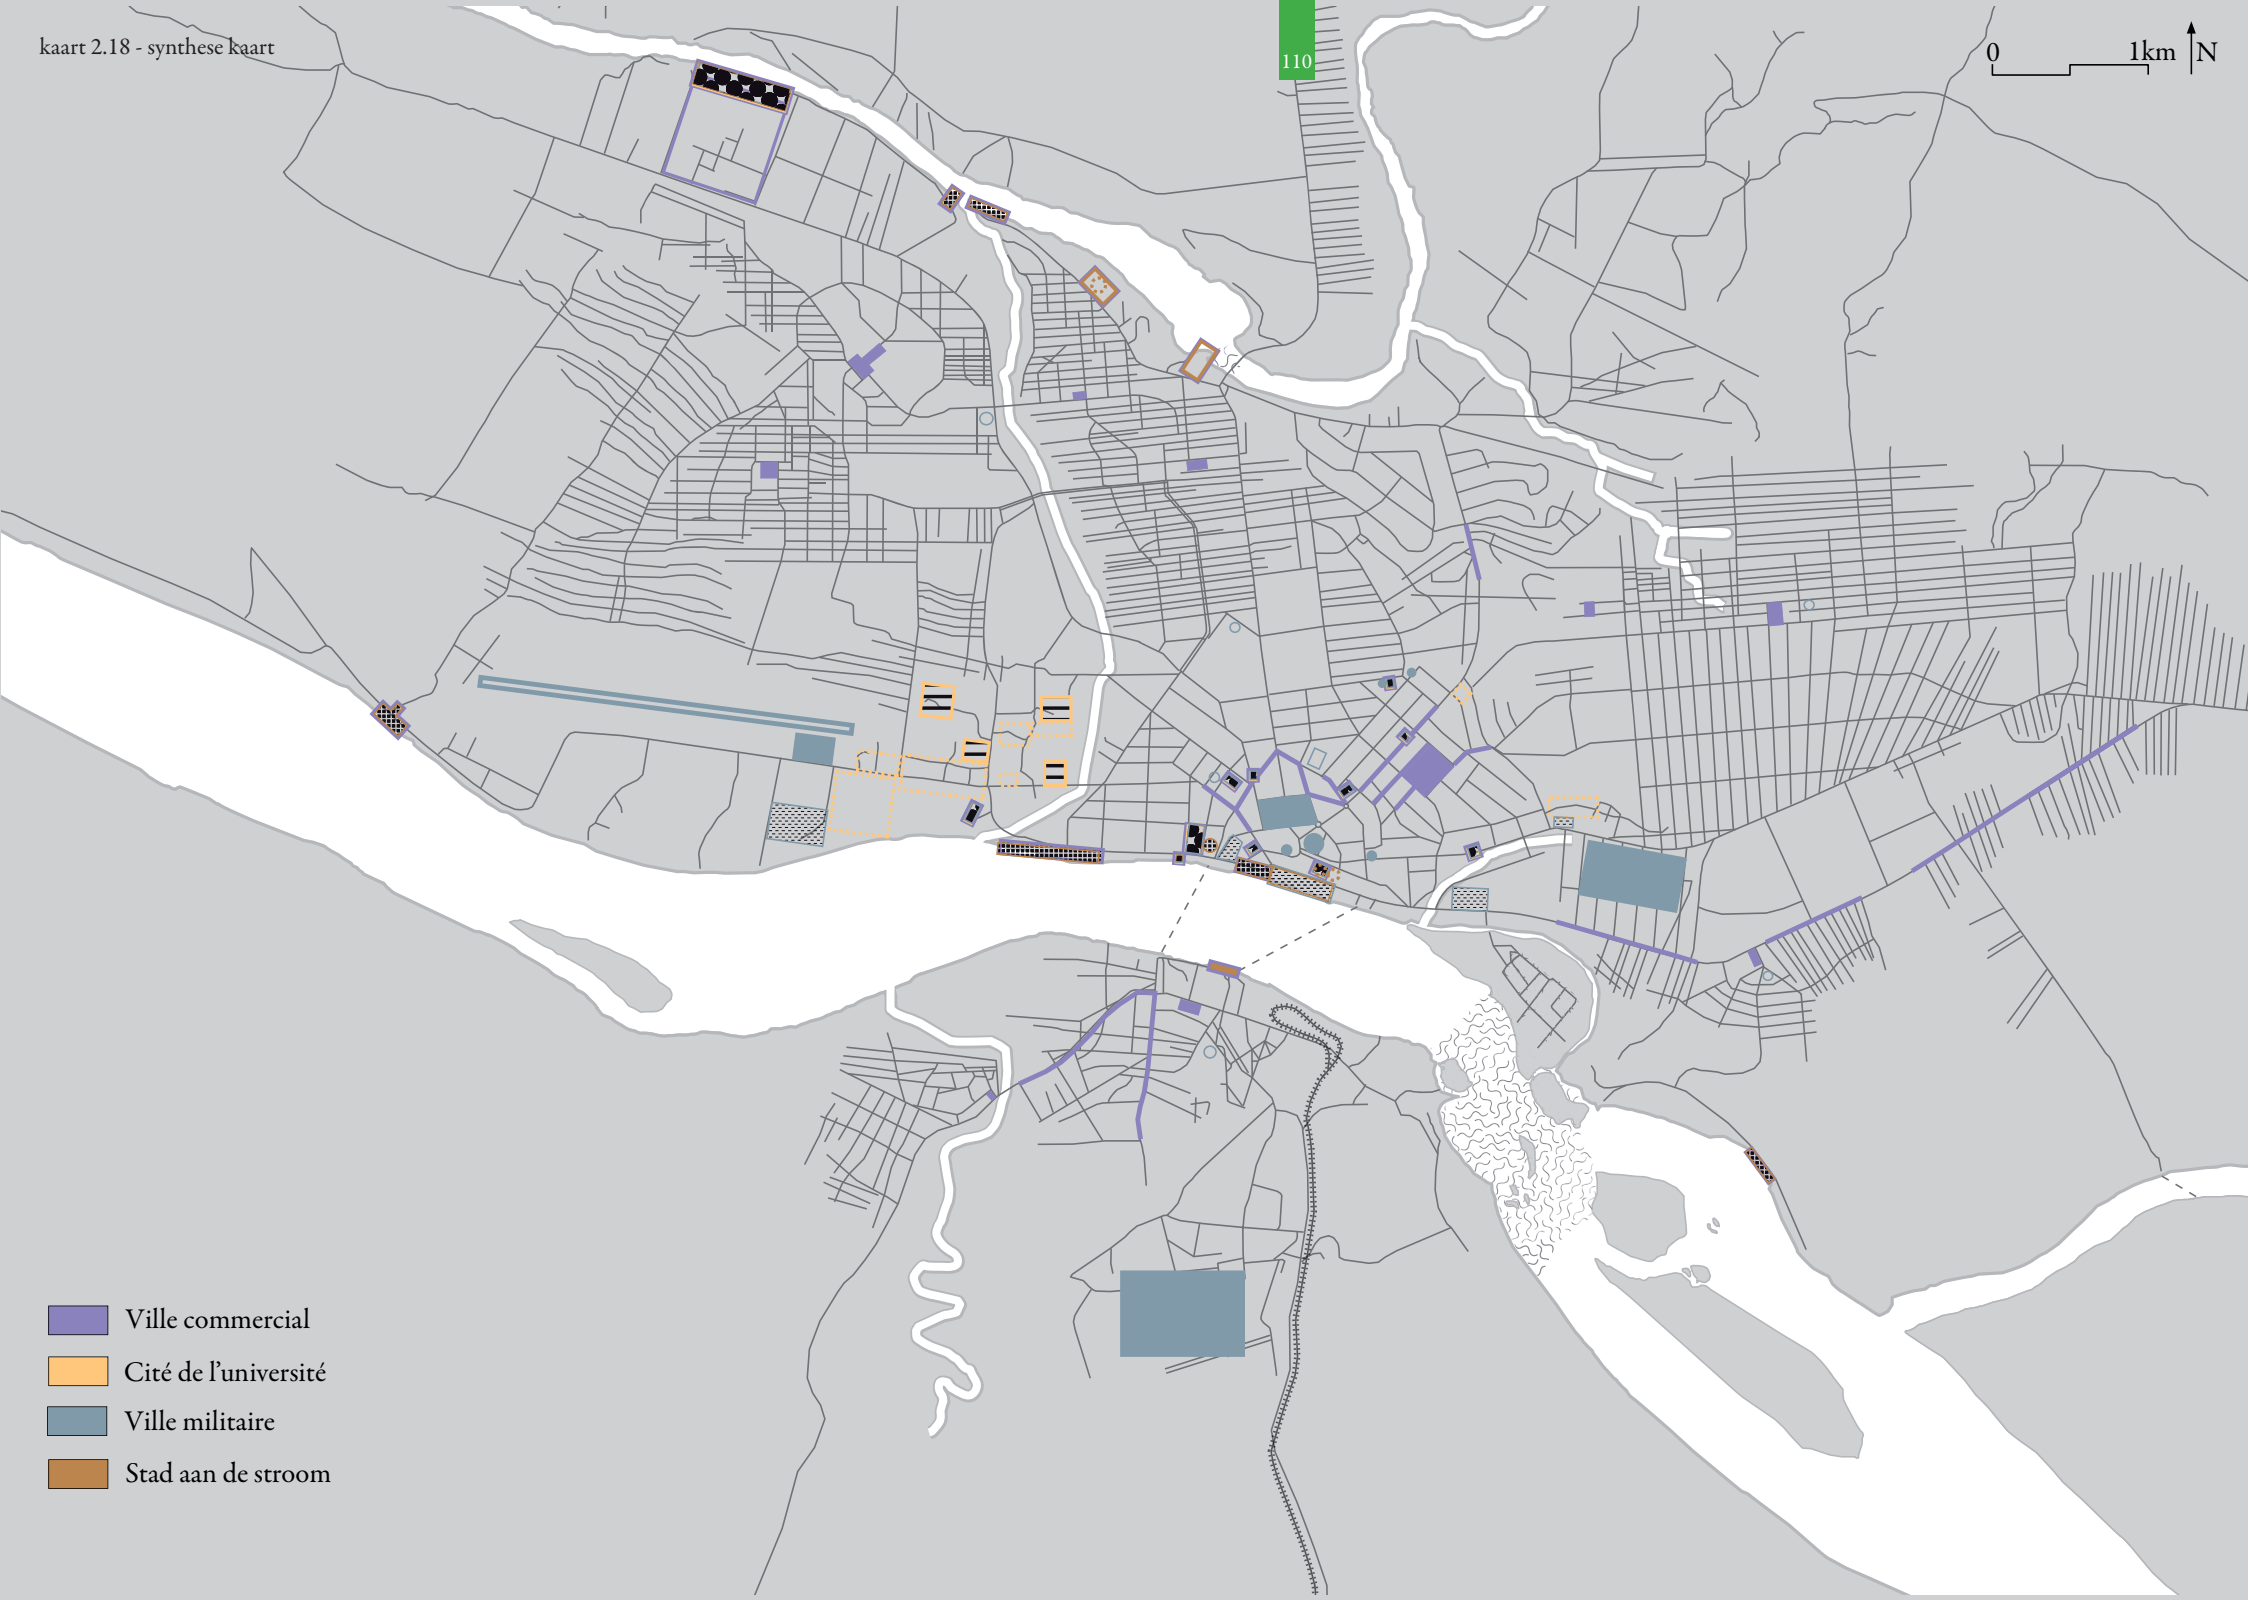 kaart 2.18 - synthese kaart
110
0 1km N
Ville commercial
Cité de l'université
Ville militaire
Stad aan de stroom